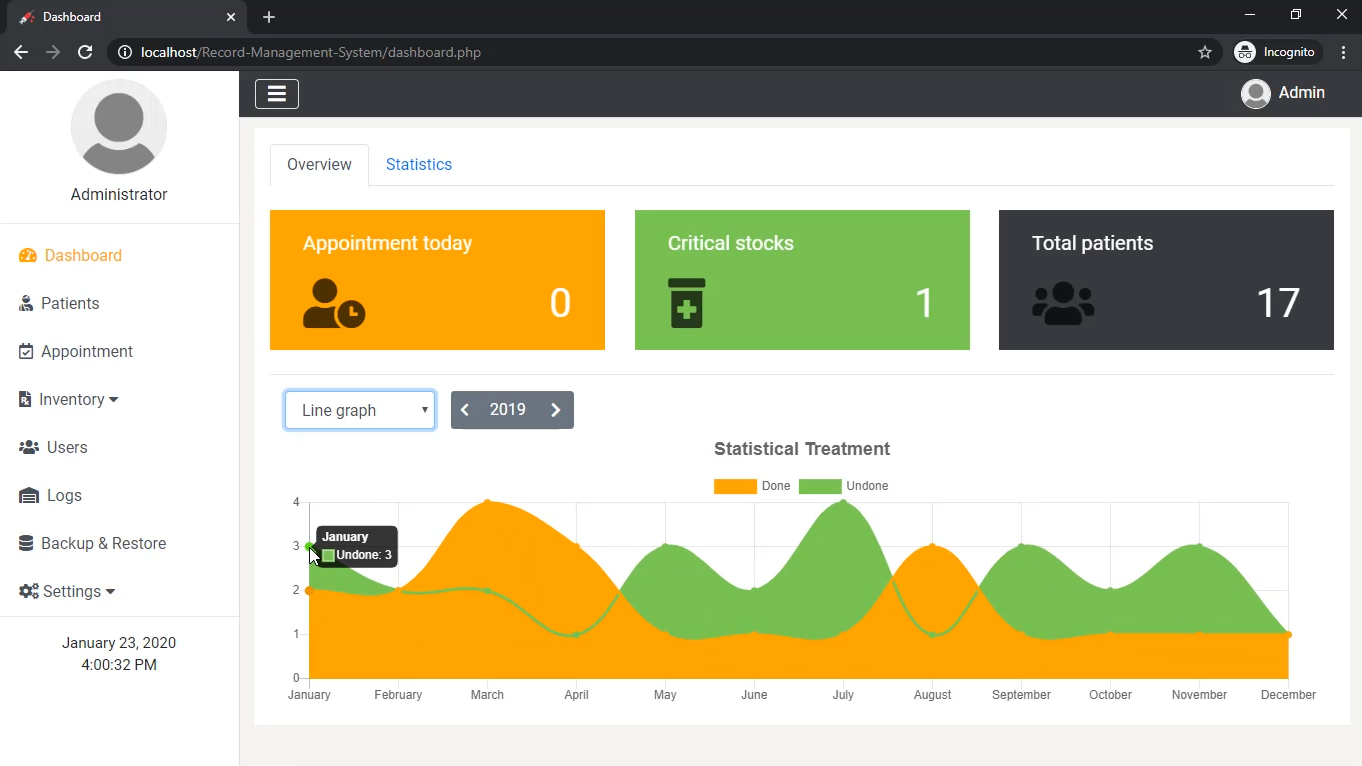 Dashboard
localhost/Record-Management-System/dashboard.php
Incognito
Administrator
Dashboard
Patients
Appointment
Inventory
Users
Logs
Backup & Restore
Settings
January 23, 2020
4:00:32 PM
Admin
Overview Statistics
Appointment today
0
Critical stocks
1
Total patients
17
Line graph 2019
Statistical Treatment
Done Undone
4
3
2
1
0
January
Undone: 3
January February March April May June July August September October November December